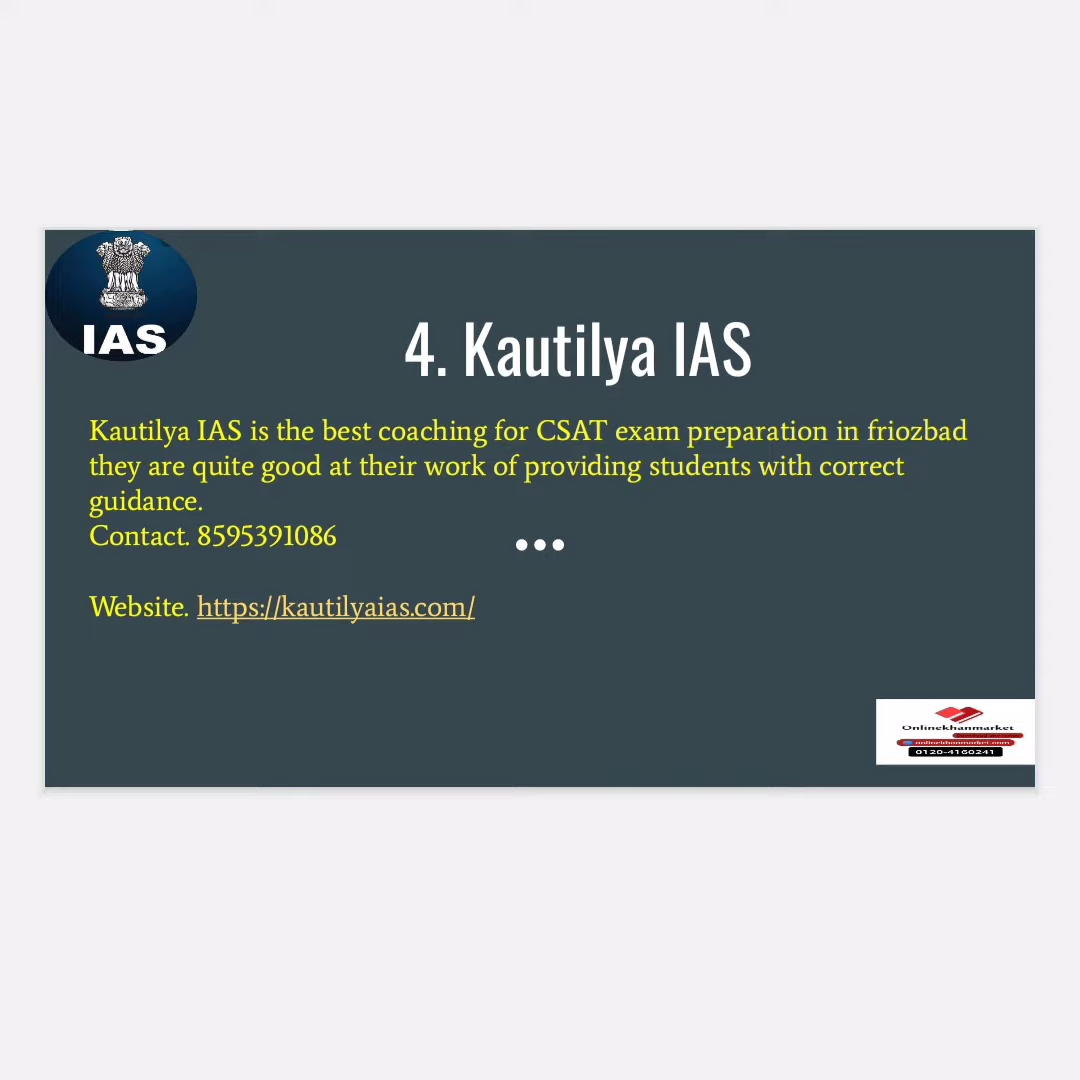 IAS
4. Kautilya IAS
Kautilya IAS is the best coaching for CSAT exam preparation in friozbad
they are quite good at their work of providing students with correct
guidance.
Contact. 8595391086
Website. https://kautilyaias.com/
Onlinekhanmarket
onlinekhanmarket.com
0120-4160241